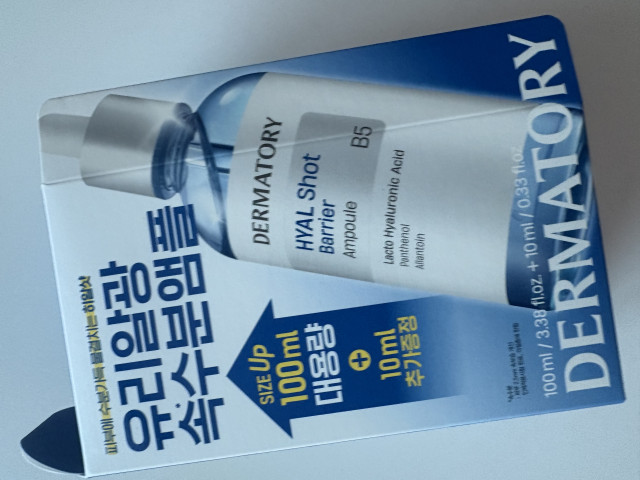 피부에 수분가득 물결치는 히알샷
유리알광
속수분앰플
SIZE UP
100ml
대용량
+
10ml
추가증정
DERMATORY
HYAL Shot
Barrier
Ampoule
B5
Lacto Hyaluronic Acid
Panthenol
Allantoin
100ml / 3.38 fl.oz. + 10ml / 0.33 fl.oz.
DERMATORY